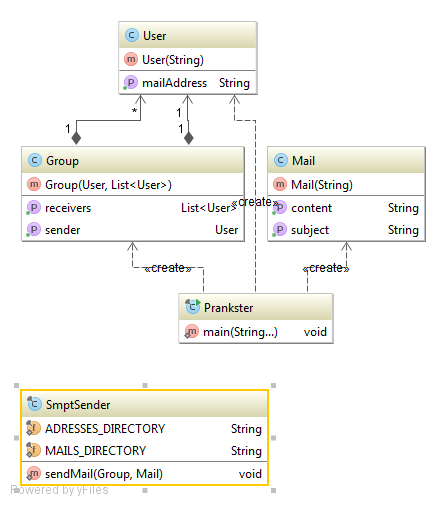 User
User(String)
mailAddress String
1 * 1 1
Group
Group(User, List<User>)
receivers List<User>
sender User
Mail
Mail(String)
content String
subject String
«create»
«create»
«create»
Prankster
main(String...) void
SmptSender
ADRESSES_DIRECTORY String
MAILS_DIRECTORY String
sendMail(Group, Mail) void
Powered by yFiles